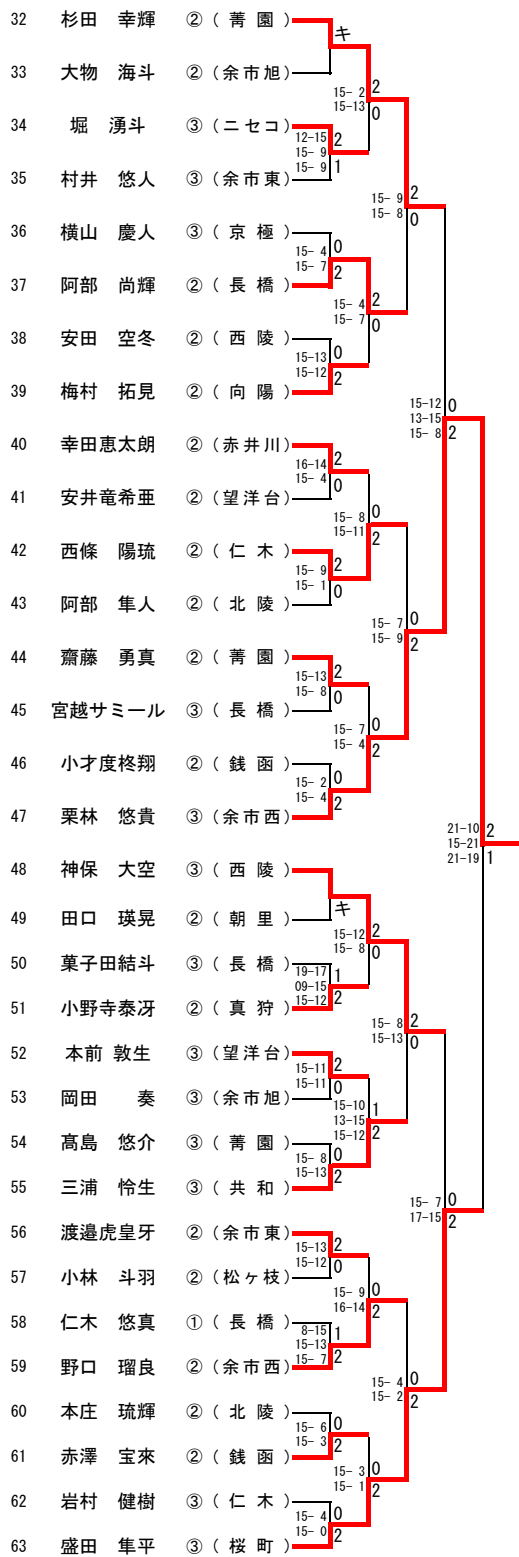 32 杉田 幸輝 ② ( 菁 園 )
キ
33 大物 海斗 ② (余市旭)
15- 2 2
15-13 0
34 堀 湧斗 ③ (ニセコ)
12-15 2
15- 9
15- 9 1
35 村井 悠人 ③ (余市東)
15- 9 2
15- 8 0
36 横山 慶人 ③ ( 京 極 )
15- 4 0
15- 7 2
37 阿部 尚輝 ② ( 長 橋 )
15- 4 2
15- 7 0
38 安田 空冬 ② ( 西 陵 )
15-13 0
15-12 2
39 梅村 拓見 ② ( 向 陽 )
15-12 0
13-15
15- 8 2
40 幸田恵太朗 ② (赤井川)
16-14 2
15- 4 0
41 安井竜希亜 ② (望洋台)
15- 8 0
15-11 2
42 西條 陽琉 ② ( 仁 木 )
15- 9 2
15- 1 0
43 阿部 隼人 ② ( 北 陵 )
15- 7 0
15- 9 2
44 齋藤 勇真 ② ( 菁 園 )
15-13 2
15- 8 0
45 宮越サミール ③ ( 長 橋 )
15- 7 0
15- 4 2
46 小才度柊翔 ② ( 銭 函 )
15- 2 0
15- 4 2
47 栗林 悠貴 ③ (余市西)
21-10 2
15-21
21-19 1
48 神保 大空 ③ ( 西 陵 )
キ
49 田口 瑛晃 ② ( 朝 里 )
15-12 2
15- 8 0
50 菓子田結斗 ③ ( 長 橋 )
19-17 1
09-15
15-12 2
51 小野寺泰冴 ② ( 真 狩 )
15- 8 2
15-13 0
52 本前 敦生 ③ (望洋台)
15-11 2
15-11 0
53 岡田 奏 ③ (余市旭)
15-10 1
13-15
15-12 2
54 髙島 悠介 ③ ( 菁 園 )
15- 8 0
15-13 2
55 三浦 怜生 ③ ( 共 和 )
15- 7 0
17-15 2
56 渡邉虎皇牙 ② (余市東)
15-13 2
15-12 0
57 小林 斗羽 ② (松ヶ枝)
15- 9 0
16-14 2
58 仁木 悠真 ① ( 長 橋 )
8-15 1
15-13
15- 7 2
59 野口 瑠良 ② (余市西)
15- 4 0
15- 2 2
60 本庄 琉輝 ② ( 北 陵 )
15- 6 0
15- 3 2
61 赤澤 宝來 ② ( 銭 函 )
15- 3 0
15- 1 2
62 岩村 健樹 ③ ( 仁 木 )
15- 4 0
15- 0 2
63 盛田 隼平 ③ ( 桜 町 )